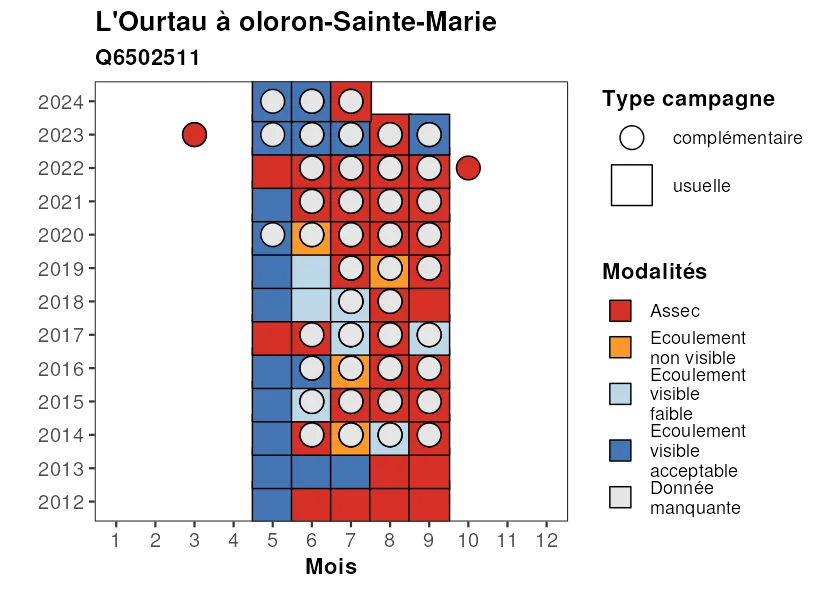 L'Ourtau à oloron-Sainte-Marie
Q6502511
2024
2023
2022
2021
2020
2019
2018
2017
2016
2015
2014
2013
2012
1 2 3 4 5 6 7 8 9 10 11 12
Mois
Type campagne
complémentaire
usuelle
Modalités
Assec
Ecoulement
non visible
Ecoulement
visible
faible
Ecoulement
visible
acceptable
Donnée
manquante